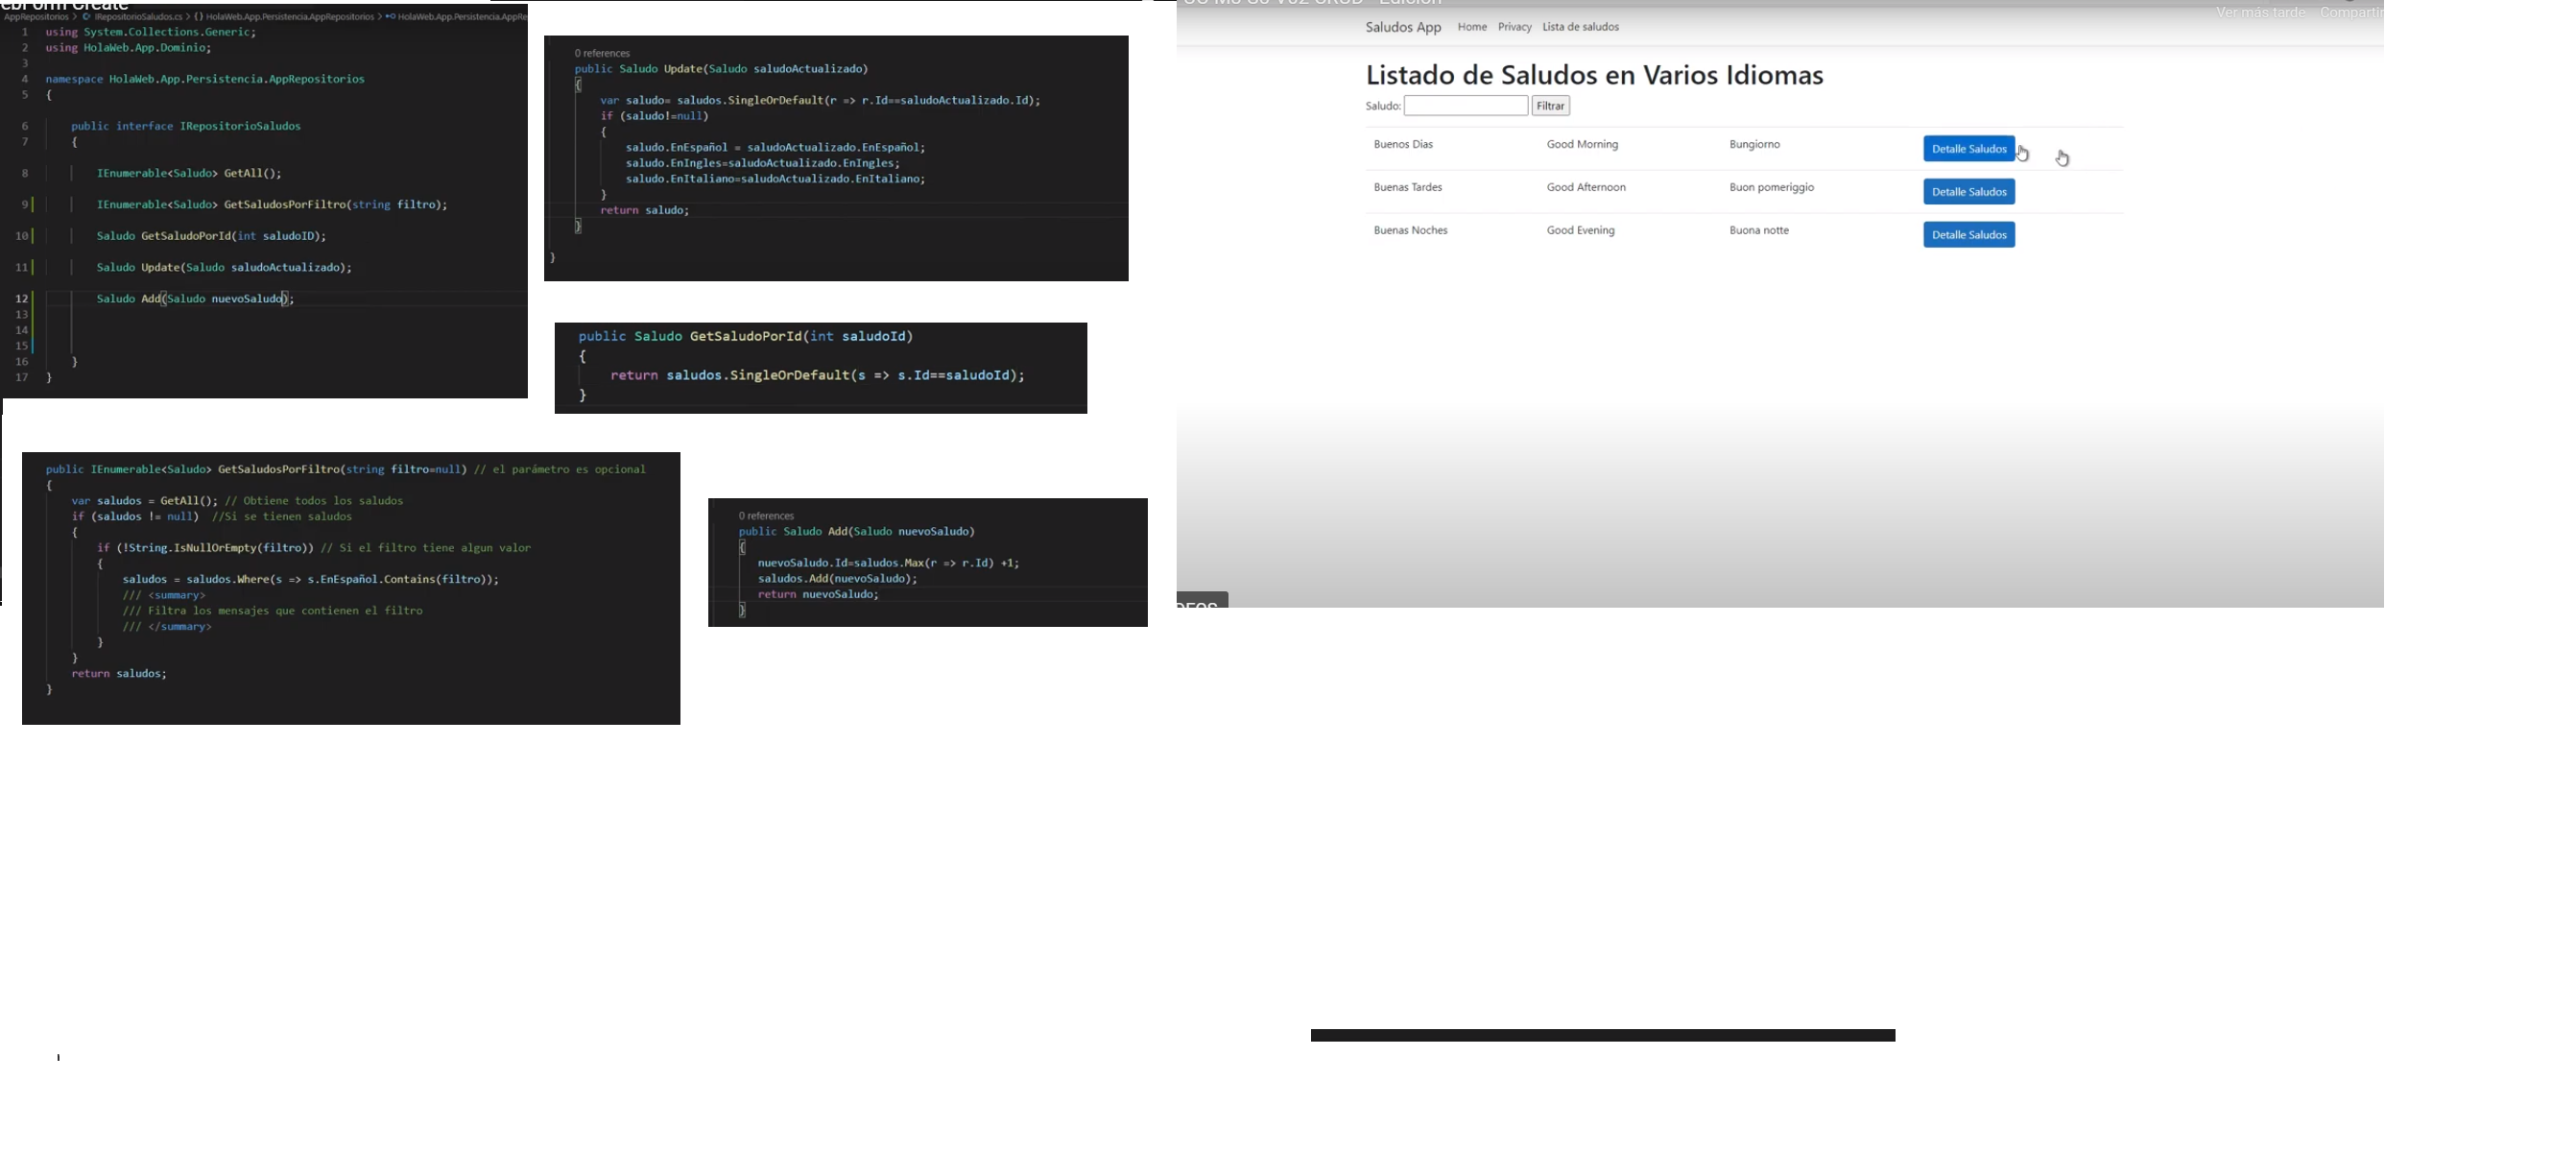 AppRepositorios > IRepositorioSaludos.cs > {} HolaWeb.App.Persistencia.AppRepositorios > HolaWeb.App.Persistencia.AppRe
1 using System.Collections.Generic;
2 using HolaWeb.App.Dominio;
3
4 namespace HolaWeb.App.Persistencia.AppRepositorios
5 {
6 public interface IRepositorioSaludos
7 {
8 IEnumerable<Saludo> GetAll();
9 IEnumerable<Saludo> GetSaludosPorFiltro(string filtro);
10 Saludo GetSaludoPorId(int saludoID);
11 Saludo Update(Saludo saludoActualizado);
12 Saludo Add(Saludo nuevoSaludo);
13
14
15
16 }
17 }
0 references
public Saludo Update(Saludo saludoActualizado)
{
var saludo= saludos.SingleOrDefault(r => r.Id==saludoActualizado.Id);
if (saludo!=null)
{
saludo.EnEspañol = saludoActualizado.EnEspañol;
saludo.EnIngles=saludoActualizado.EnIngles;
saludo.EnItaliano=saludoActualizado.EnItaliano;
}
return saludo;
}
}
public Saludo GetSaludoPorId(int saludoId)
{
return saludos.SingleOrDefault(s => s.Id==saludoId);
}
public IEnumerable<Saludo> GetSaludosPorFiltro(string filtro=null) // el parámetro es opcional
{
var saludos = GetAll(); // Obtiene todos los saludos
if (saludos != null) //Si se tienen saludos
{
if (!String.IsNullOrEmpty(filtro)) // Si el filtro tiene algun valor
{
saludos = saludos.Where(s => s.EnEspañol.Contains(filtro));
/// <summary>
/// Filtra los mensajes que contienen el filtro
/// </summary>
}
}
return saludos;
}
0 references
public Saludo Add(Saludo nuevoSaludo)
{
nuevoSaludo.Id=saludos.Max(r => r.Id) +1;
saludos.Add(nuevoSaludo);
return nuevoSaludo;
}
Ver más tarde Compartir
Saludos App Home Privacy Lista de saludos
Listado de Saludos en Varios Idiomas
Saludo: Filtrar
Buenos Dias Good Morning Bungiorno Detalle Saludos
Buenas Tardes Good Afternoon Buon pomeriggio Detalle Saludos
Buenas Noches Good Evening Buona notte Detalle Saludos